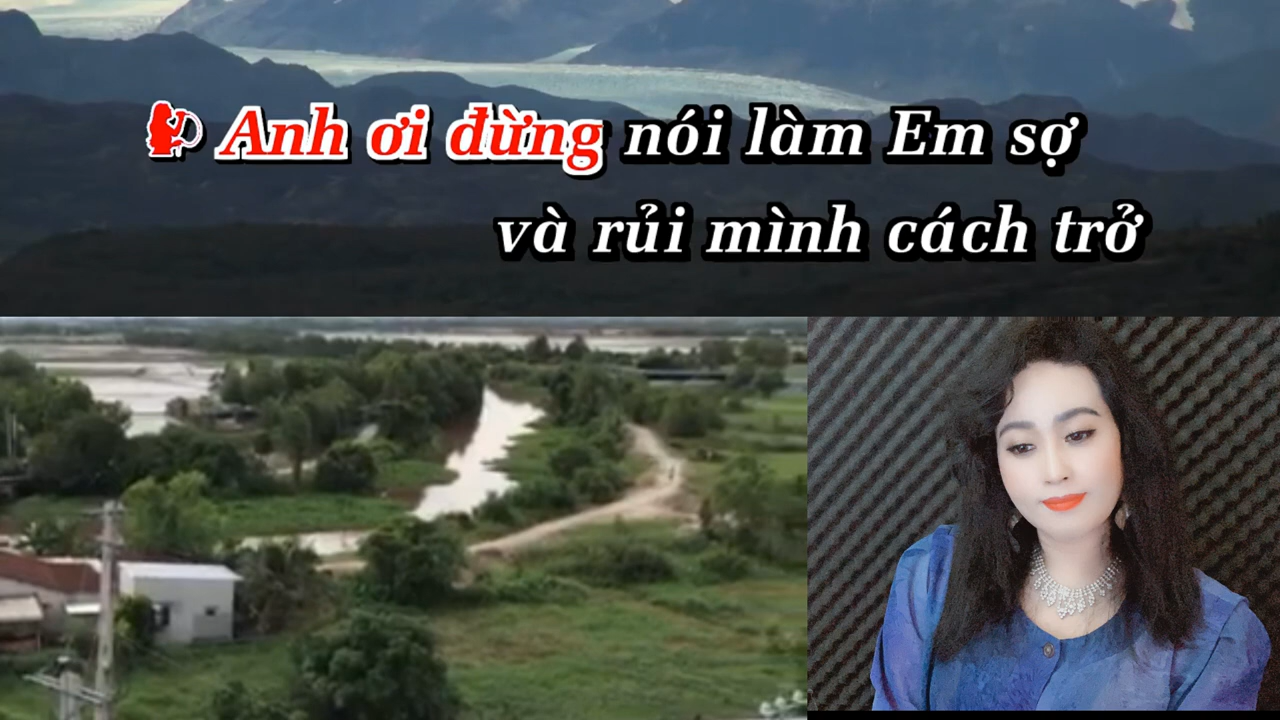 Anh ơi đừng nói làm Em sợ
và rủi mình cách trở